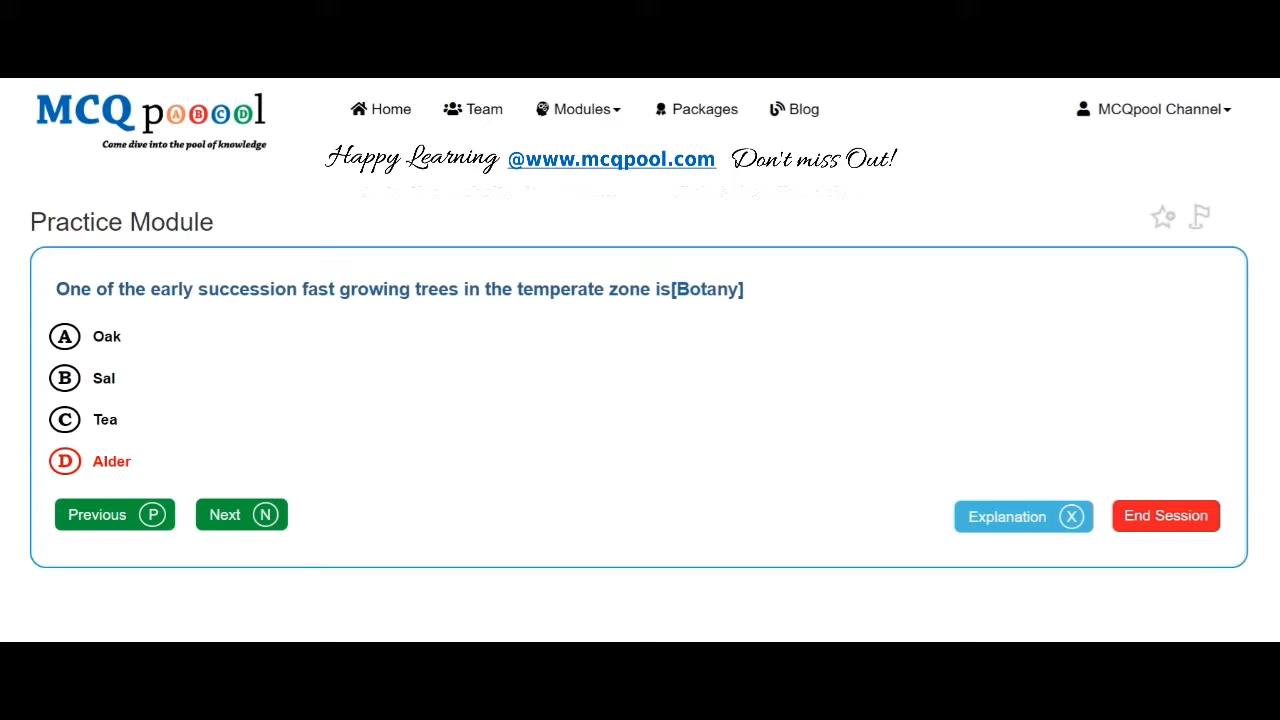 MCQ pooool
Come dive into the pool of knowledge
Home Team Modules Packages Blog MCQpool Channel
Happy Learning @www.mcqpool.com Don't miss Out!
Practice Module
One of the early succession fast growing trees in the temperate zone is[Botany]
A Oak
B Sal
C Tea
D Alder
Previous P Next N Explanation X End Session